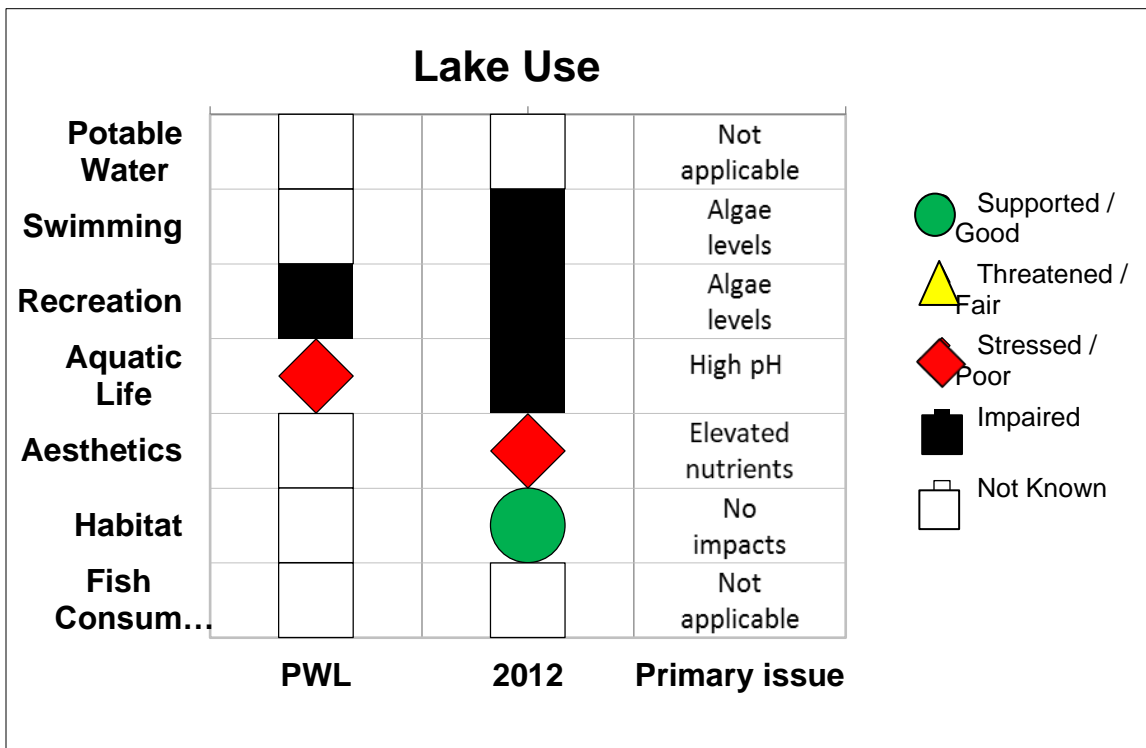 Lake Use
Potable
Water
Not
applicable
Swimming
Algae
levels
Recreation
Algae
levels
Aquatic
Life
High pH
Aesthetics
Elevated
nutrients
Habitat
No
impacts
Fish
Consum…
Not
applicable
PWL 2012 Primary issue
Supported /
Good
Threatened /
Fair
Stressed /
Poor
Impaired
Not Known